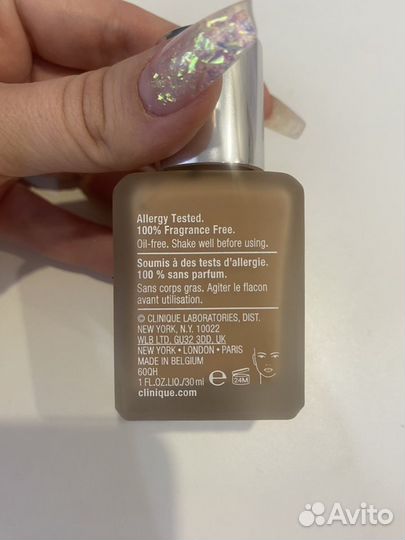 Allergy Tested.
100% Fragrance Free.
Oil-free. Shake well before using.
Soumis à des tests d'allergie.
100 % sans parfum.
Sans corps gras. Agiter le flacon
avant utilisation.
© CLINIQUE LABORATORIES, DIST.
NEW YORK, N.Y. 10022
WLB LTD, GU32 3DD, UK
NEW YORK • LONDON • PARIS
MADE IN BELGIUM
60QH
1 FL.OZ.LIQ./30 ml ℮ 24M
clinique.com
Avito